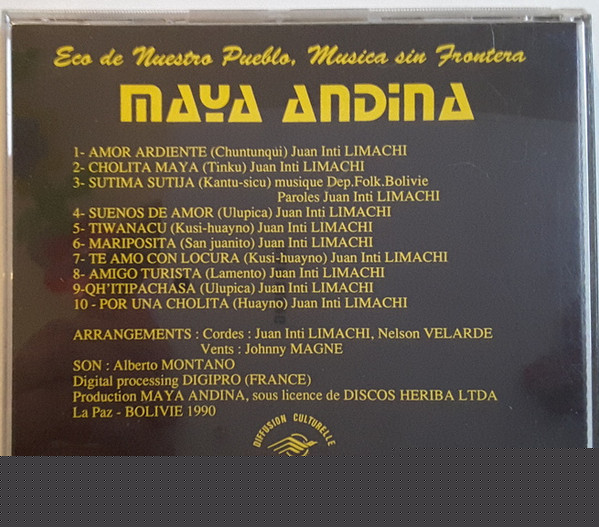 Eco de Nuestro Pueblo, Musica sin Frontera
MAYA ANDINA
1- AMOR ARDIENTE (Chuntunqui) Juan Inti LIMACHI
2- CHOLITA MAYA (Tinku) Juan Inti LIMACHI
3- SUTIMA SUTIJA (Kantu-sicu) musique Dep.Folk.Bolivie
Paroles Juan Inti LIMACHI
4- SUENOS DE AMOR (Ulupica) Juan Inti LIMACHI
5- TIWANACU (Kusi-huayno) Juan Inti LIMACHI
6- MARIPOSITA (San juanito) Juan Inti LIMACHI
7- TE AMO CON LOCURA (Kusi-huayno) Juan Inti LIMACHI
8- AMIGO TURISTA (Lamento) Juan Inti LIMACHI
9-QH'ITIPACHASA (Ulupica) Juan Inti LIMACHI
10 - POR UNA CHOLITA (Huayno) Juan Inti LIMACHI
ARRANGEMENTS : Cordes : Juan Inti LIMACHI, Nelson VELARDE
Vents : Johnny MAGNE
SON : Alberto MONTANO
Digital processing DIGIPRO (FRANCE)
Production MAYA ANDINA, sous licence de DISCOS HERIBA LTDA
La Paz - BOLIVIE 1990
DIFFUSION CULTURELLE